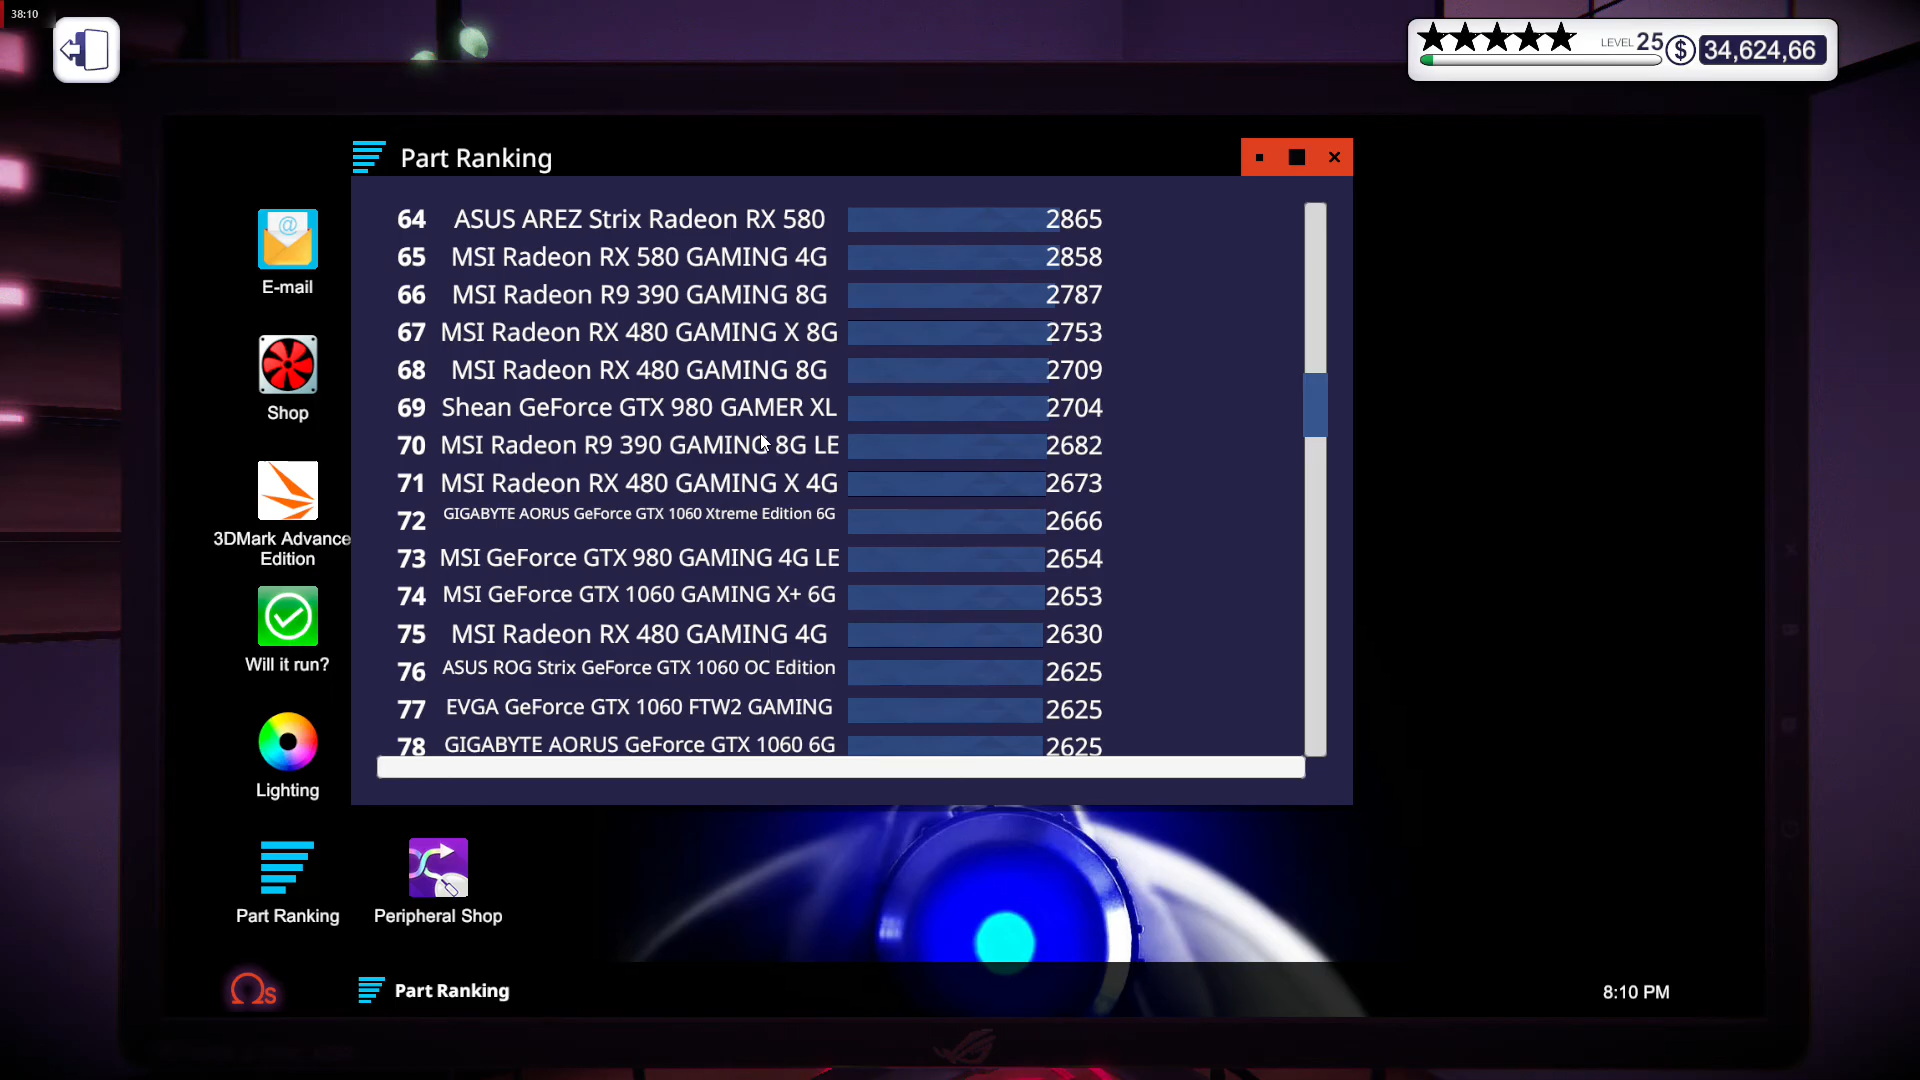 38:10
LEVEL 25 $ 34,624,66
Part Ranking
64 ASUS AREZ Strix Radeon RX 580 2865
65 MSI Radeon RX 580 GAMING 4G 2858
66 MSI Radeon R9 390 GAMING 8G 2787
67 MSI Radeon RX 480 GAMING X 8G 2753
68 MSI Radeon RX 480 GAMING 8G 2709
69 Shean GeForce GTX 980 GAMER XL 2704
70 MSI Radeon R9 390 GAMING 8G LE 2682
71 MSI Radeon RX 480 GAMING X 4G 2673
72 GIGABYTE AORUS GeForce GTX 1060 Xtreme Edition 6G 2666
73 MSI GeForce GTX 980 GAMING 4G LE 2654
74 MSI GeForce GTX 1060 GAMING X+ 6G 2653
75 MSI Radeon RX 480 GAMING 4G 2630
76 ASUS ROG Strix GeForce GTX 1060 OC Edition 2625
77 EVGA GeForce GTX 1060 FTW2 GAMING 2625
78 GIGABYTE AORUS GeForce GTX 1060 6G 2625
E-mail
Shop
3DMark Advance
Edition
Will it run?
Lighting
Part Ranking
Peripheral Shop
Ωs
Part Ranking
8:10 PM